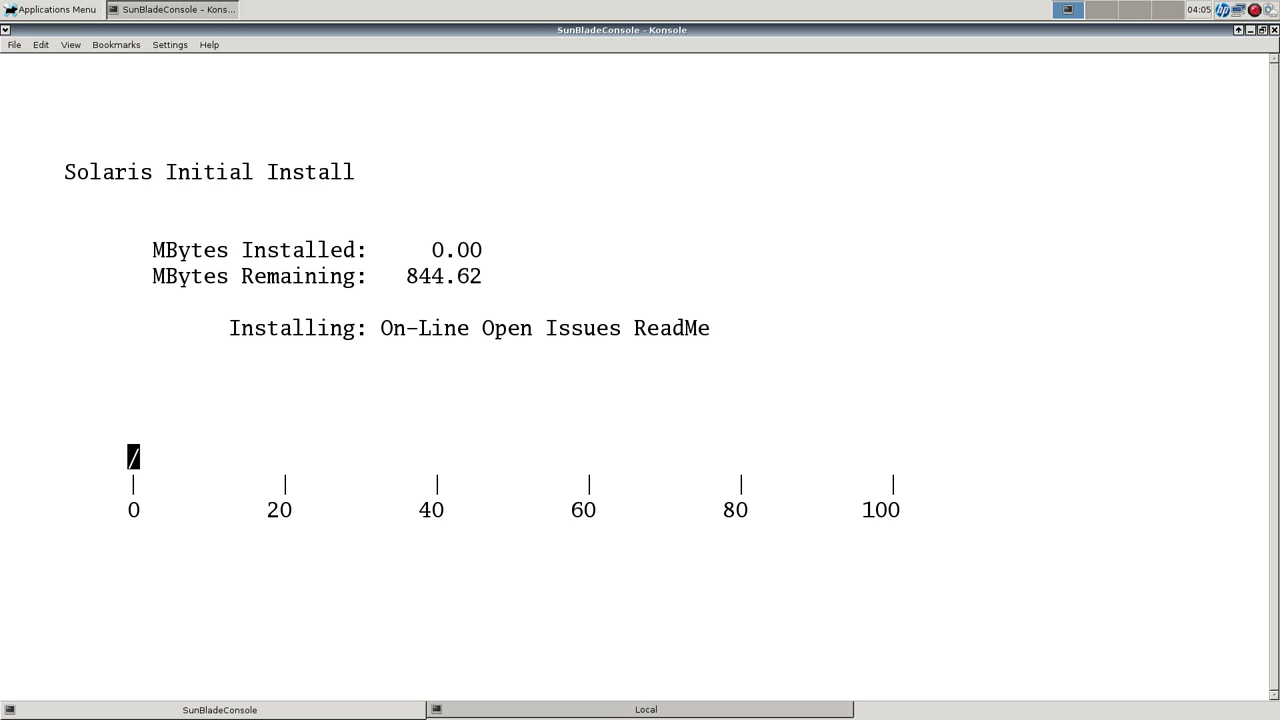 Applications Menu SunBladeConsole – Kons... 04:05
SunBladeConsole – Konsole
File Edit View Bookmarks Settings Help
Solaris Initial Install
MBytes Installed: 0.00
MBytes Remaining: 844.62
Installing: On-Line Open Issues ReadMe
/
| | | | | |
0 20 40 60 80 100
SunBladeConsole Local